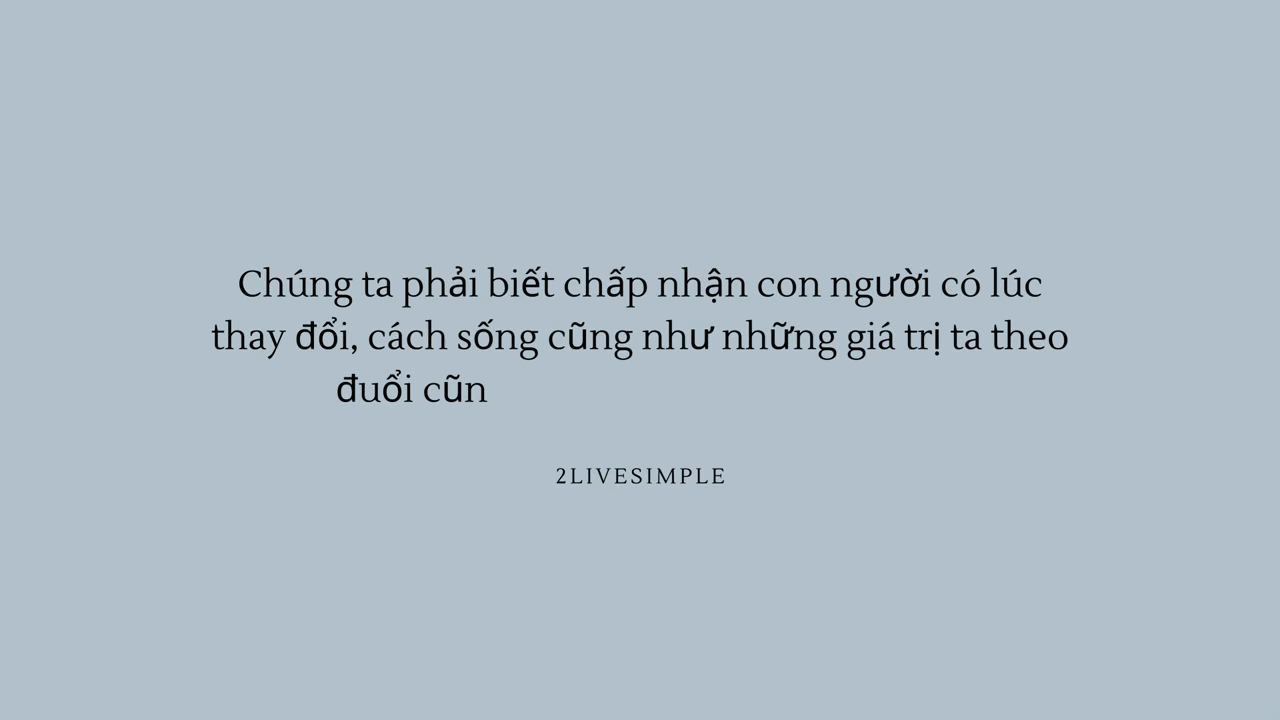 Chúng ta phải biết chấp nhận con người có lúc
thay đổi, cách sống cũng như những giá trị ta theo
đuổi cũn
2LIVESIMPLE